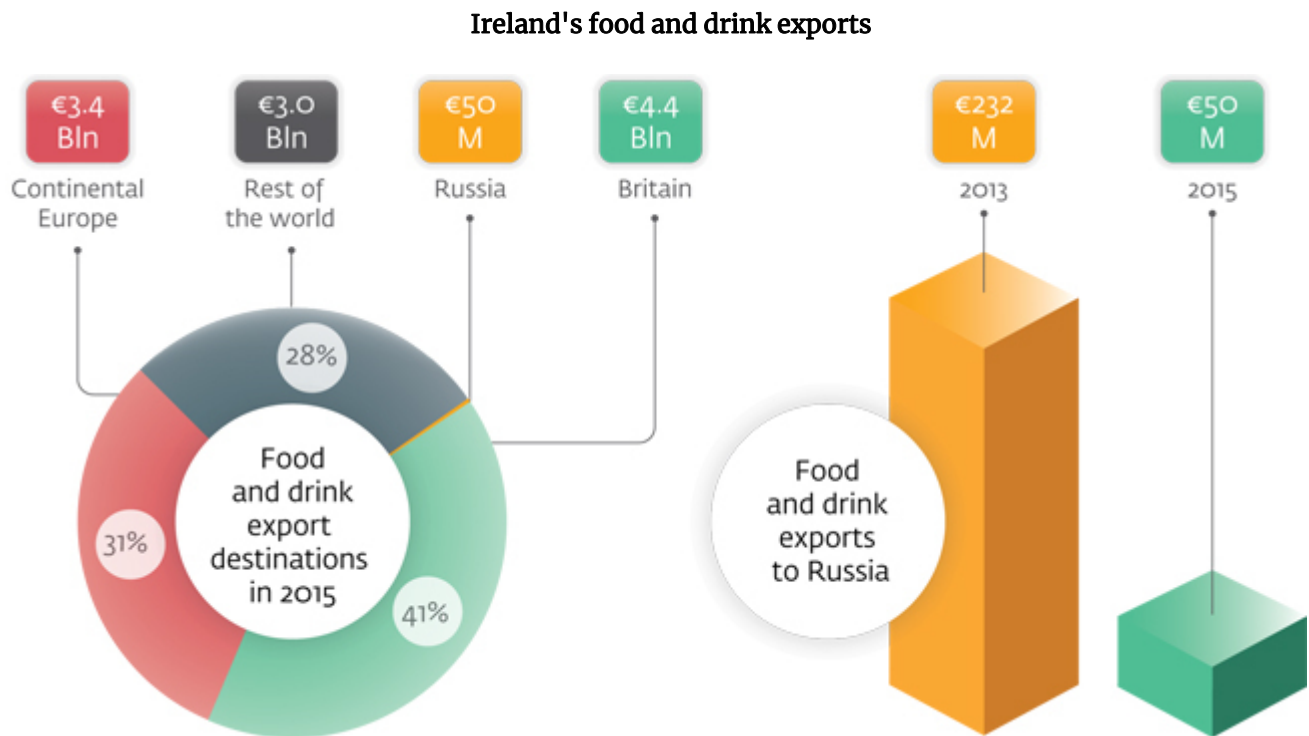 Ireland's food and drink exports
€3.4
Bln
Continental
Europe
€3.0
Bln
Rest of
the world
€50
M
Russia
€4.4
Bln
Britain
€232
M
2013
€50
M
2015
28%
31%
41%
Food
and drink
export
destinations
in 2015
Food
and drink
exports
to Russia